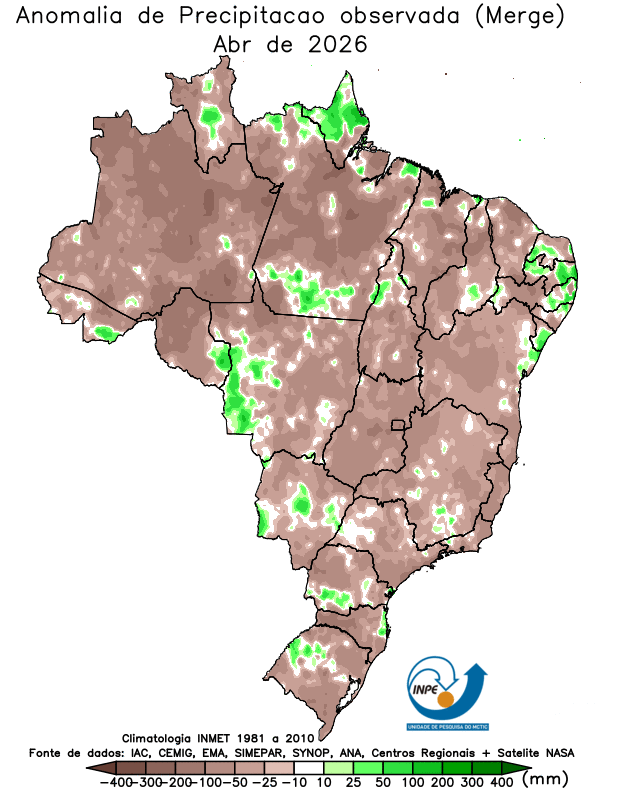 Anomalia de Precipitacao observada (Merge)
Abr de 2026
INPE
UNIDADE DE PESQUISA DO MCTIC
Climatologia INMET 1981 a 2010
Fonte de dados: IAC, CEMIG, EMA, SIMEPAR, SYNOP, ANA, Centros Regionais + Satelite NASA
−400−300−200−100−50 −25 −10 10 25 50 100 200 300 400 (mm)